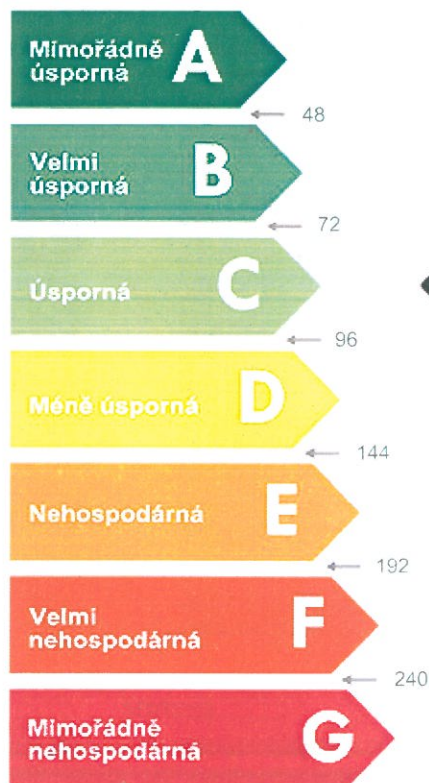 Mimořádně
úsporná
A
48
Velmi
úsporná
B
72
Úsporná
C
96
Méně úsporná
D
144
Nehospodárná
E
192
Velmi
nehospodárná
F
240
Mimořádně
nehospodárná
G